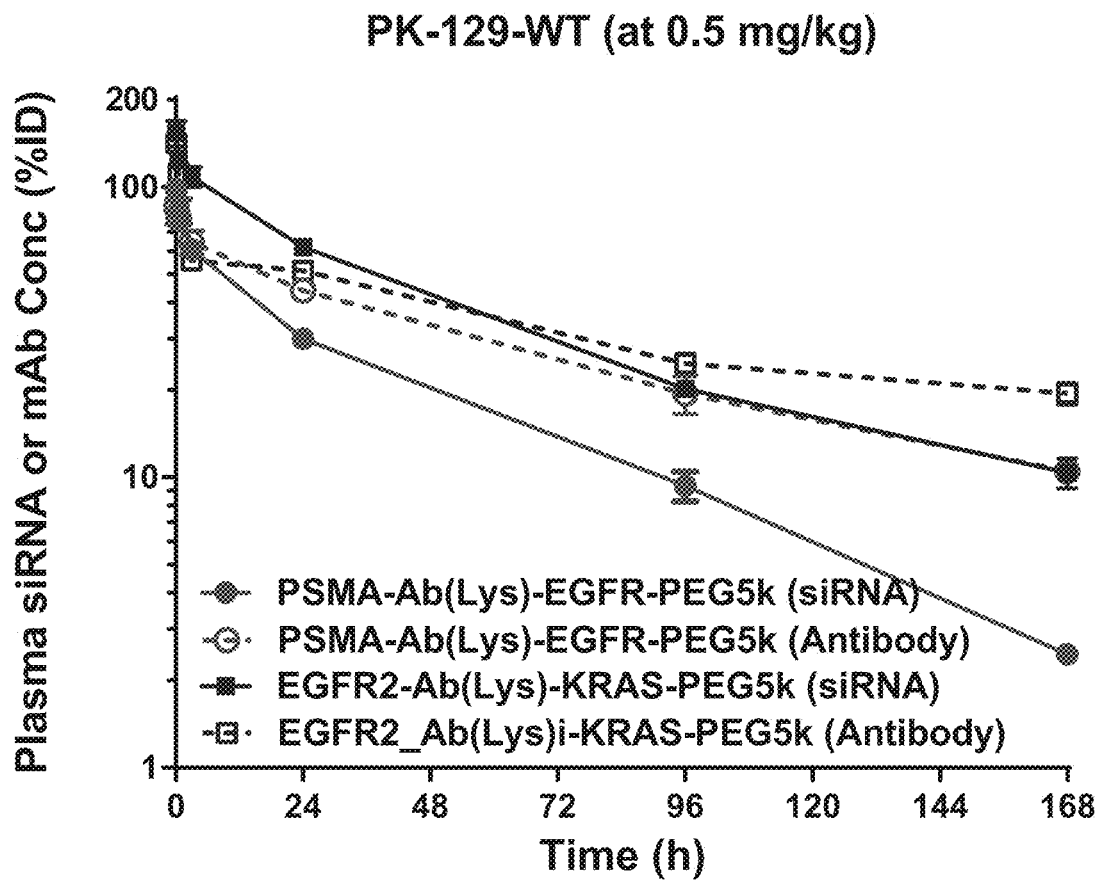 PK-129-WT (at 0.5 mg/kg)
Plasma siRNA or mAb Conc (%ID)
200
100
10
1
PSMA-Ab(Lys)-EGFR-PEG5k (siRNA)
PSMA-Ab(Lys)-EGFR-PEG5k (Antibody)
EGFR2-Ab(Lys)-KRAS-PEG5k (siRNA)
EGFR2_Ab(Lys)i-KRAS-PEG5k (Antibody)
0 24 48 72 96 120 144 168
Time (h)